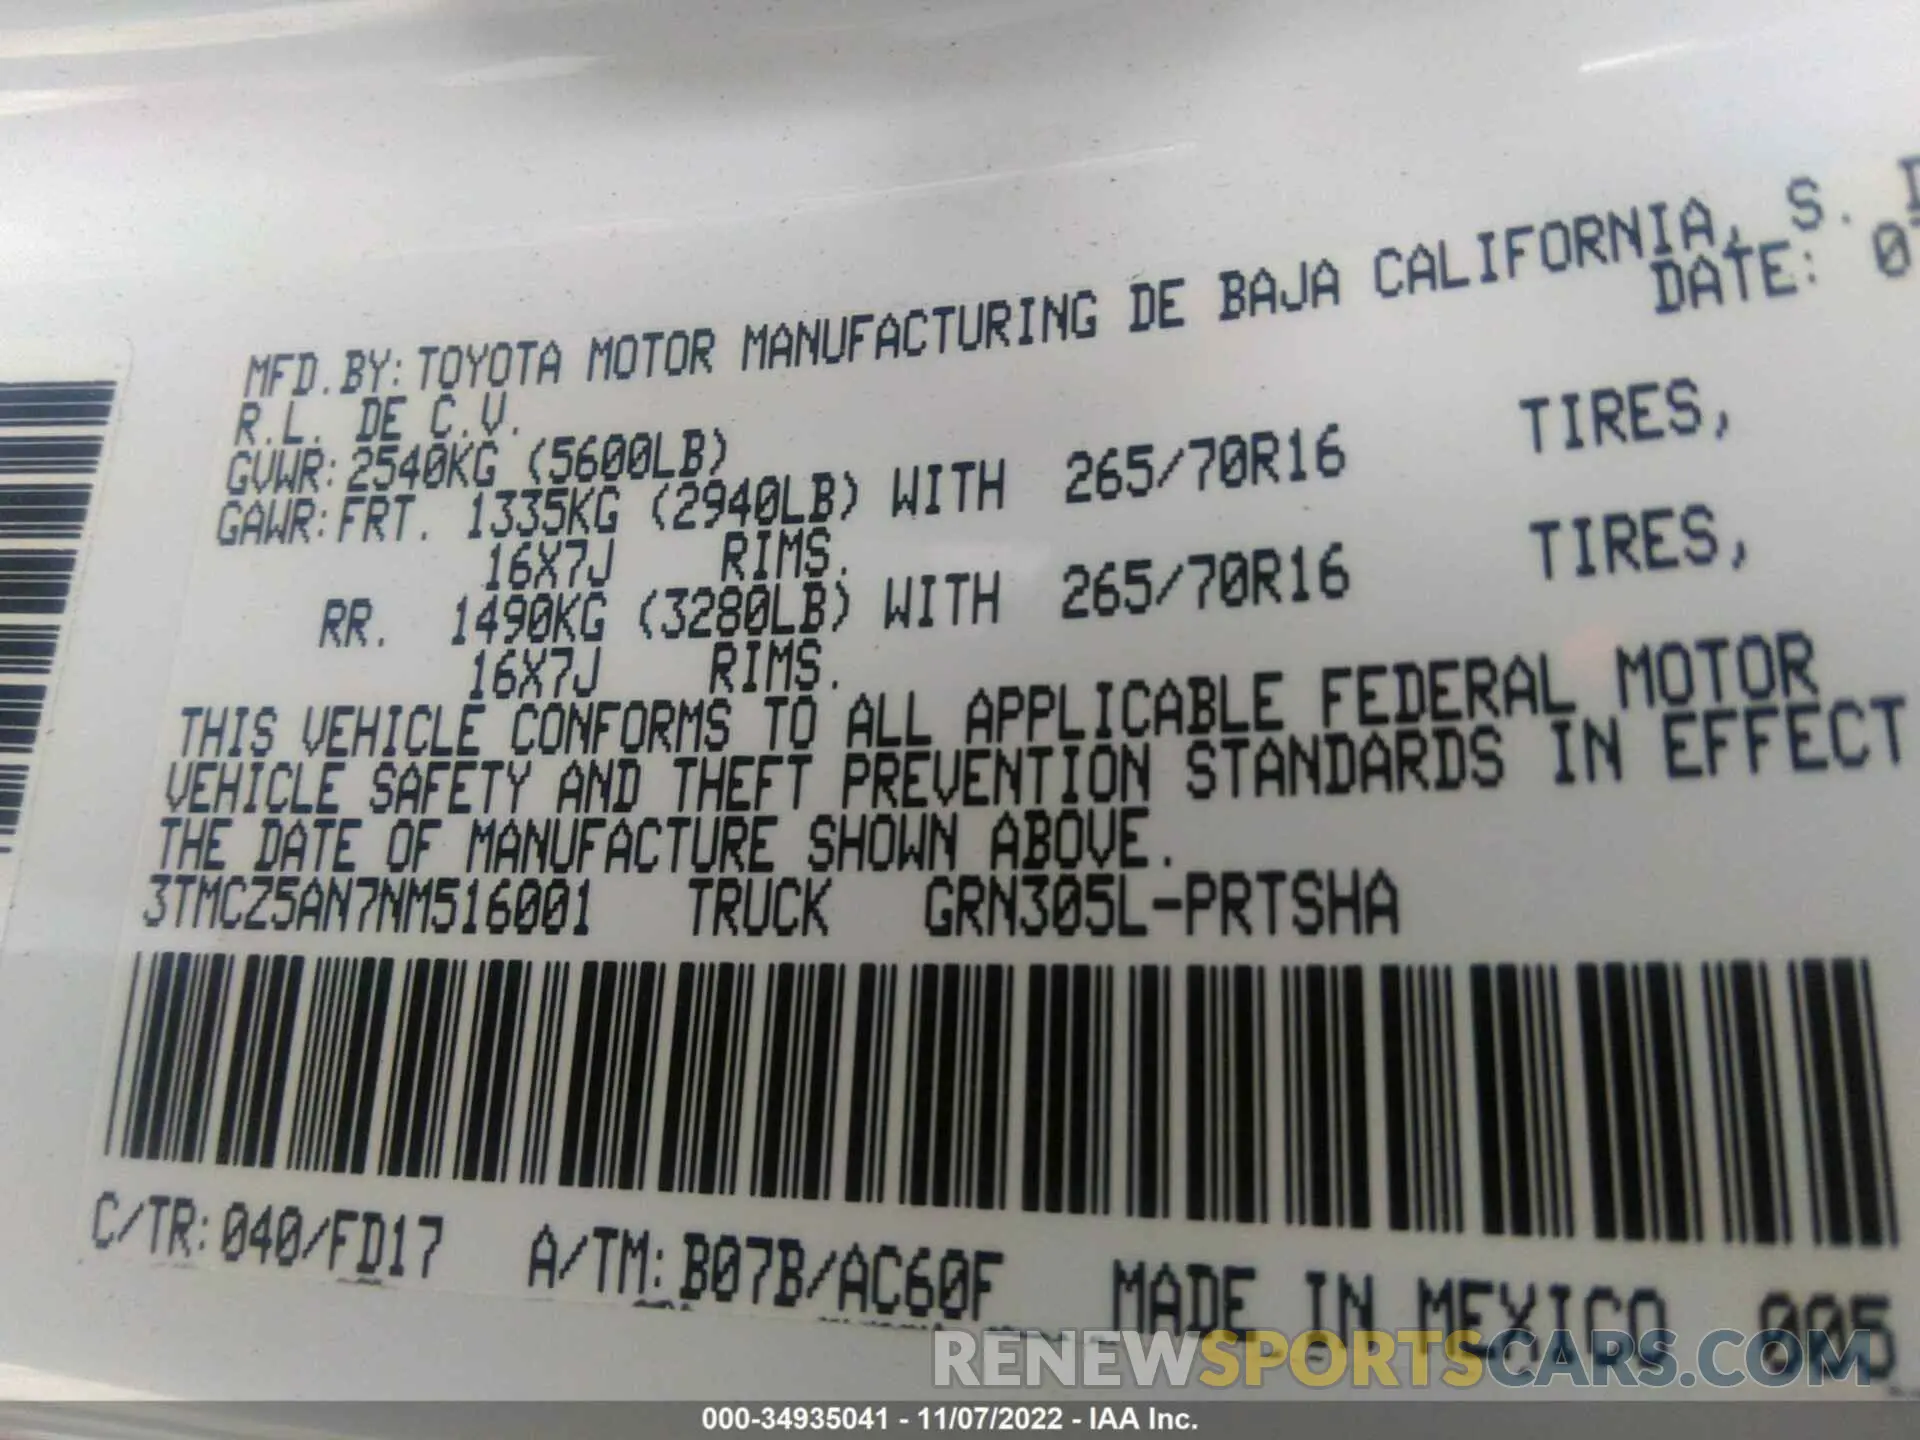 MFD.BY: TOYOTA MOTOR MANUFACTURING DE BAJA CALIFORNIA, S. D
R.L. DE C.V. DATE: 07
GVWR: 2540KG (5600LB)
GAWR: FRT. 1335KG (2940LB) WITH 265/70R16 TIRES,
16X7J RIMS.
RR. 1490KG (3280LB) WITH 265/70R16 TIRES,
16X7J RIMS.
THIS VEHICLE CONFORMS TO ALL APPLICABLE FEDERAL MOTOR
VEHICLE SAFETY AND THEFT PREVENTION STANDARDS IN EFFECT
THE DATE OF MANUFACTURE SHOWN ABOVE.
3TMCZ5AN7NM516001 TRUCK GRN305L-PRTSHA
C/TR: 040/FD17 A/TM: B07B/AC60F MADE IN MEXICO 005
RENEWSPORTSCARS.COM
000-34935041 - 11/07/2022 - IAA Inc.